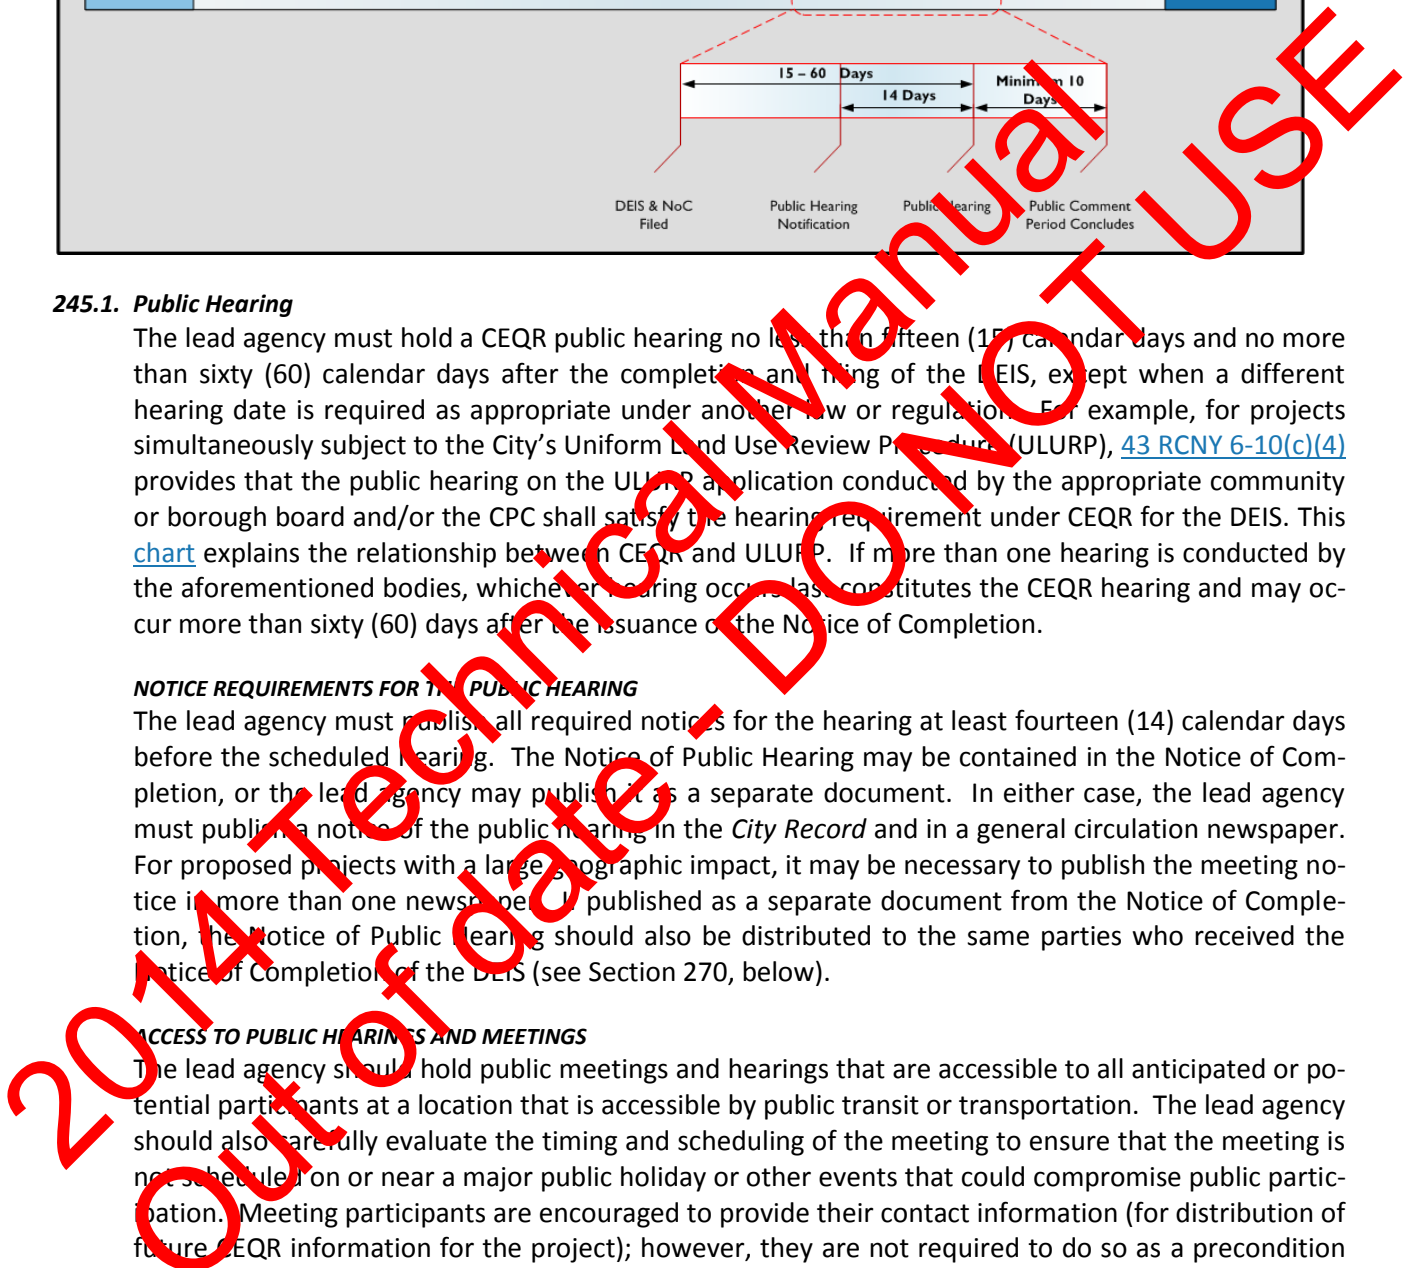 15 – 60 Days
14 Days
Minimum 10
Days
DEIS & NoC
Filed
Public Hearing
Notification
Public Hearing
Public Comment
Period Concludes
245.1. Public Hearing
The lead agency must hold a CEQR public hearing no less than fifteen (15) calendar days and no more
than sixty (60) calendar days after the completion and filing of the DEIS, except when a different
hearing date is required as appropriate under another law or regulation. For example, for projects
simultaneously subject to the City’s Uniform Land Use Review Procedure (ULURP), 43 RCNY 6-10(c)(4)
provides that the public hearing on the ULURP application conducted by the appropriate community
or borough board and/or the CPC shall satisfy the hearing requirement under CEQR for the DEIS. This
chart explains the relationship between CEQR and ULURP. If more than one hearing is conducted by
the aforementioned bodies, whichever hearing occurs last constitutes the CEQR hearing and may oc-
cur more than sixty (60) days after the issuance of the Notice of Completion.
NOTICE REQUIREMENTS FOR THE PUBLIC HEARING
The lead agency must publish all required notices for the hearing at least fourteen (14) calendar days
before the scheduled hearing. The Notice of Public Hearing may be contained in the Notice of Com-
pletion, or the lead agency may publish it as a separate document. In either case, the lead agency
must publish a notice of the public hearing in the City Record and in a general circulation newspaper.
For proposed projects with a large geographic impact, it may be necessary to publish the meeting no-
tice in more than one newspaper. If published as a separate document from the Notice of Comple-
tion, the Notice of Public Hearing should also be distributed to the same parties who received the
Notice of Completion of the DEIS (see Section 270, below).
ACCESS TO PUBLIC HEARINGS AND MEETINGS
The lead agency should hold public meetings and hearings that are accessible to all anticipated or po-
tential participants at a location that is accessible by public transit or transportation. The lead agency
should also carefully evaluate the timing and scheduling of the meeting to ensure that the meeting is
not scheduled on or near a major public holiday or other events that could compromise public partic-
ipation. Meeting participants are encouraged to provide their contact information (for distribution of
future CEQR information for the project); however, they are not required to do so as a precondition
2014 Technical Manual
Out of date - DO NOT USE